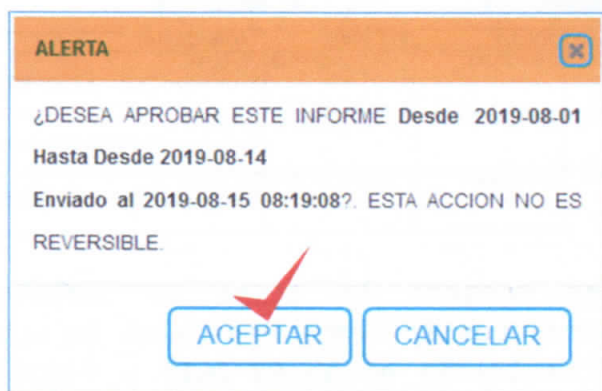 ALERTA
¿DESEA APROBAR ESTE INFORME Desde 2019-08-01
Hasta Desde 2019-08-14
Enviado al 2019-08-15 08:19:08?. ESTA ACCION NO ES
REVERSIBLE.
ACEPTAR CANCELAR